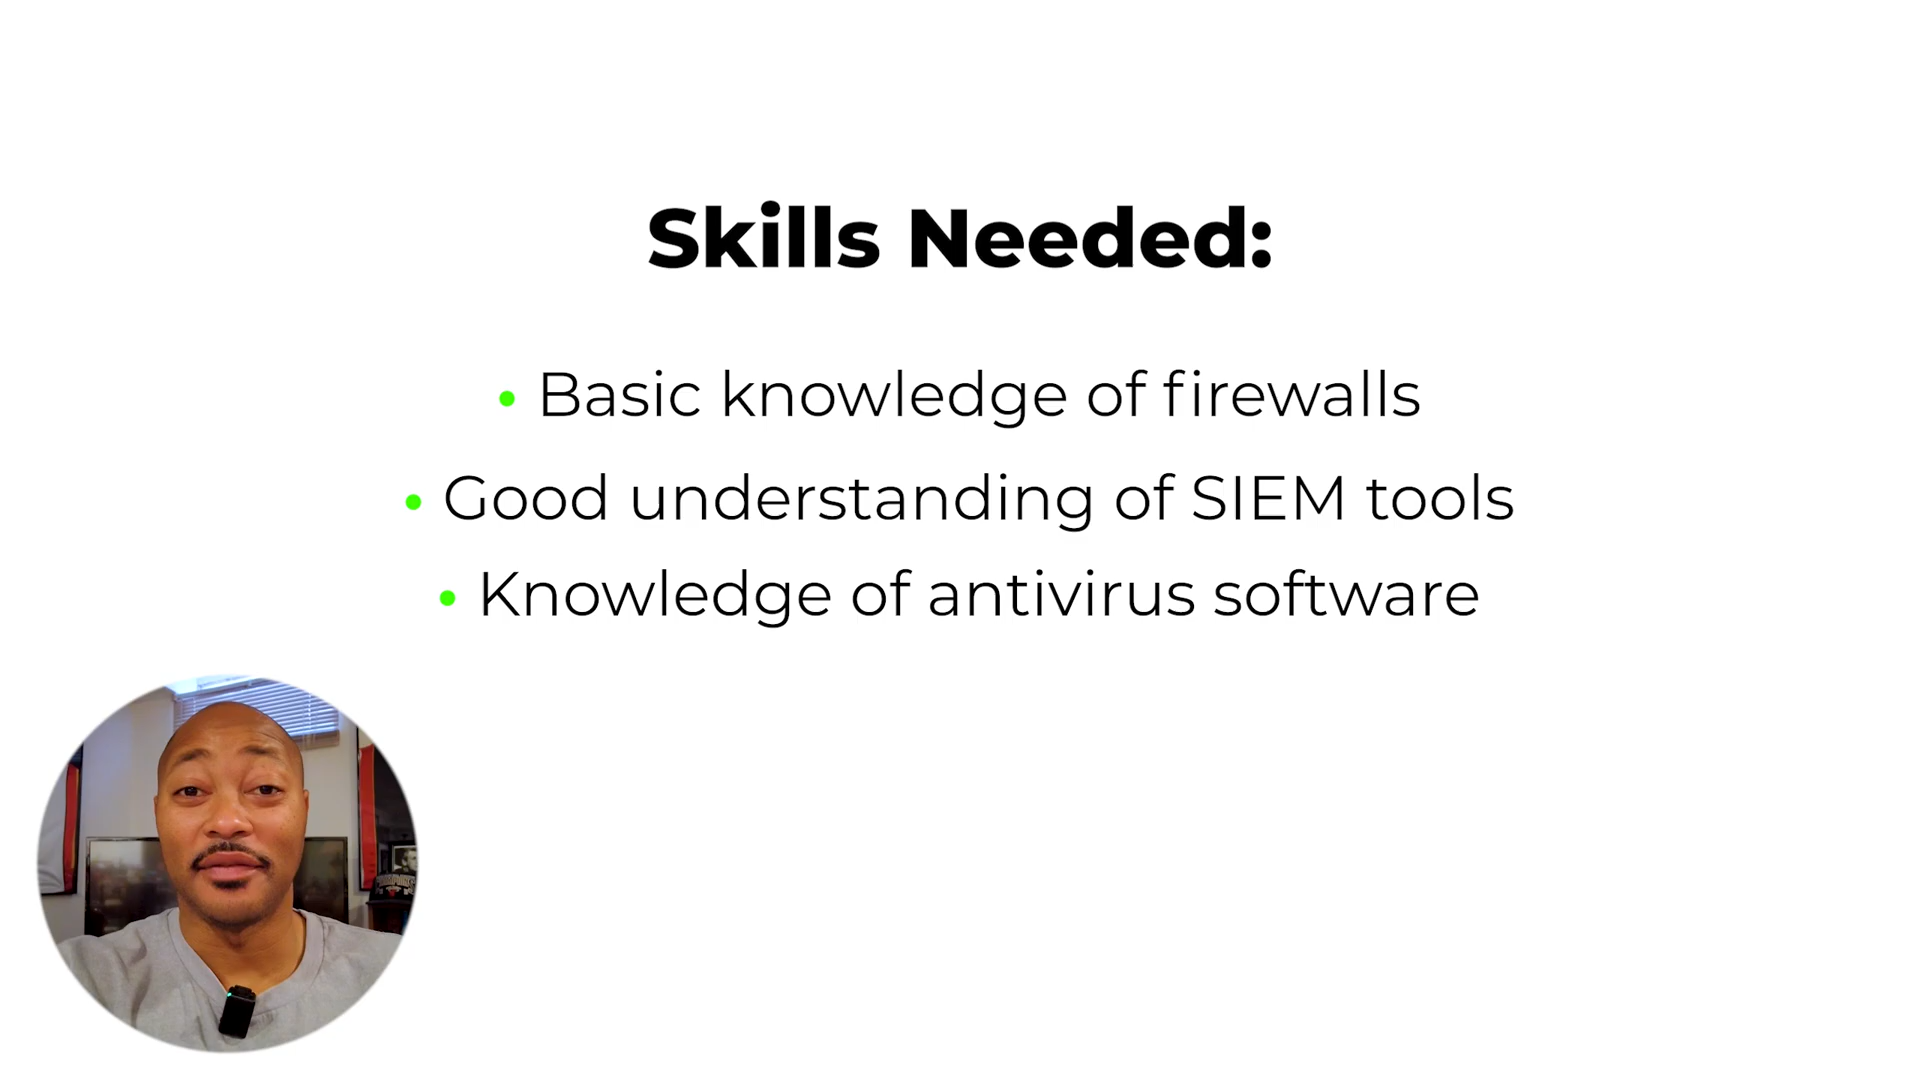 Skills Needed:
• Basic knowledge of firewalls
• Good understanding of SIEM tools
• Knowledge of antivirus software